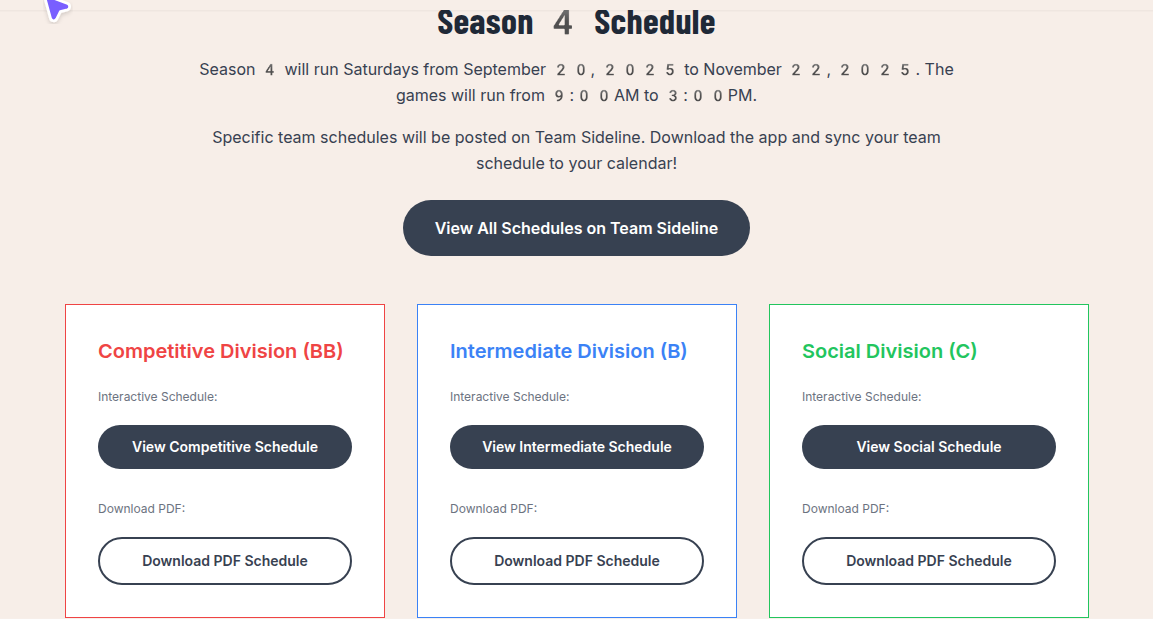 Season 4 Schedule
Season 4 will run Saturdays from September 20, 2025 to November 22, 2025. The
games will run from 9:00AM to 3:00PM.
Specific team schedules will be posted on Team Sideline. Download the app and sync your team
schedule to your calendar!
View All Schedules on Team Sideline
Competitive Division (BB)
Interactive Schedule:
View Competitive Schedule
Download PDF:
Download PDF Schedule
Intermediate Division (B)
Interactive Schedule:
View Intermediate Schedule
Download PDF:
Download PDF Schedule
Social Division (C)
Interactive Schedule:
View Social Schedule
Download PDF:
Download PDF Schedule